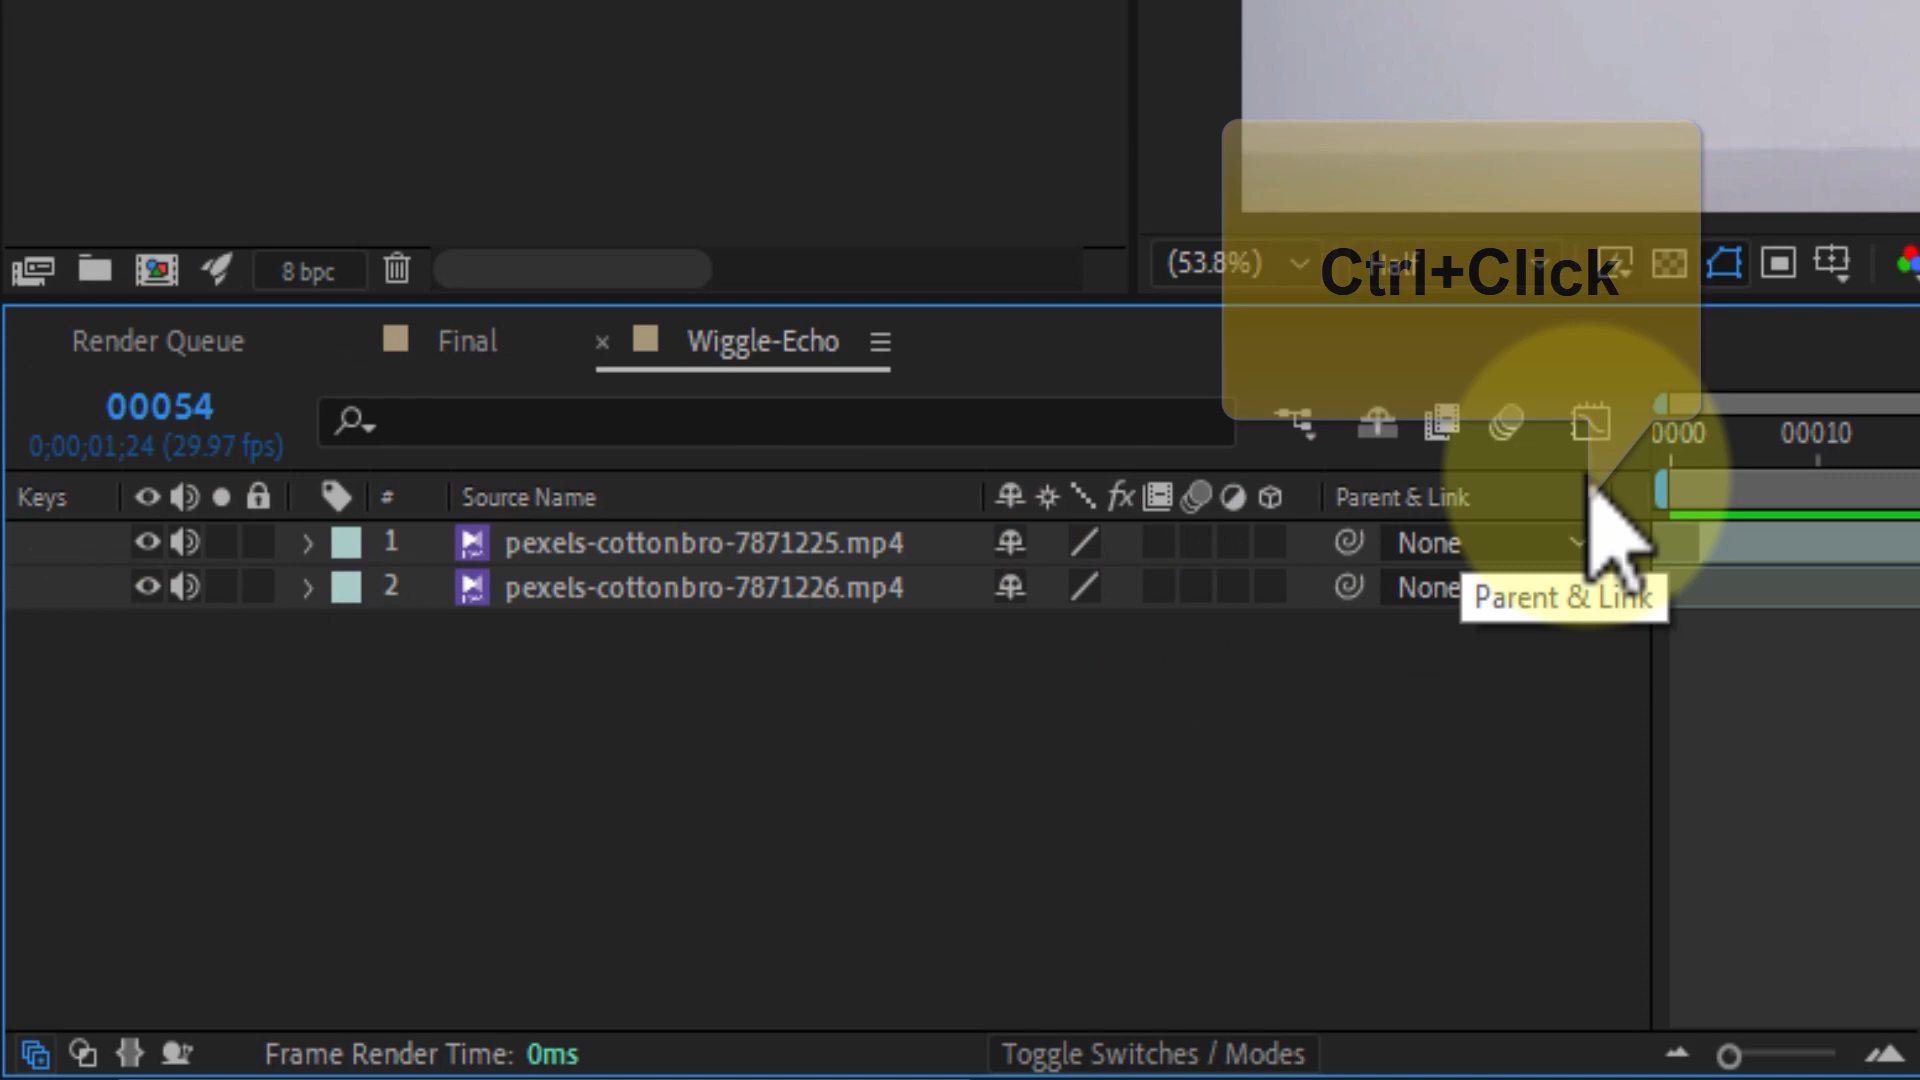 8 bpc
(53.8%)
Half
Ctrl+Click
Render Queue
Final
× Wiggle-Echo
00054
0;00;01;24 (29.97 fps)
0000
00010
Keys
#
Source Name
fx
Parent & Link
1
pexels-cottonbro-7871225.mp4
None
2
pexels-cottonbro-7871226.mp4
None
Parent & Link
Frame Render Time: 0ms
Toggle Switches / Modes